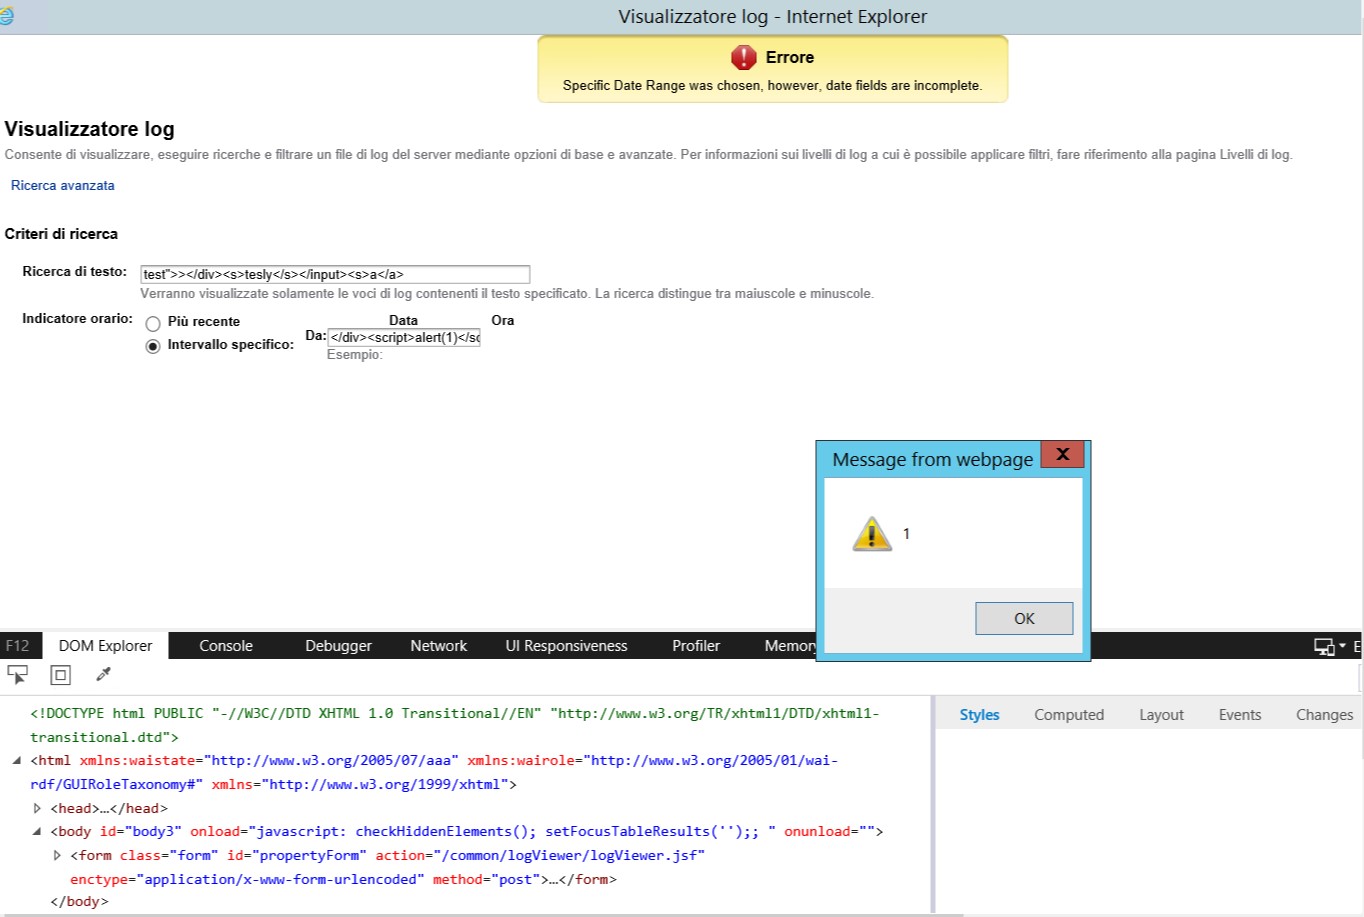 Visualizzatore log - Internet Explorer
Errore
Specific Date Range was chosen, however, date fields are incomplete.
Visualizzatore log
Consente di visualizzare, eseguire ricerche e filtrare un file di log del server mediante opzioni di base e avanzate. Per informazioni sui livelli di log a cui è possibile applicare filtri, fare riferimento alla pagina Livelli di log.
Ricerca avanzata
Criteri di ricerca
Ricerca di testo: test">></div><s>tesly</s></input><s>a</a>
Verranno visualizzate solamente le voci di log contenenti il testo specificato. La ricerca distingue tra maiuscole e minuscole.
Indicatore orario: Più recente Data Ora
Intervallo specifico: Da: </div><script>alert(1)</sc
Esempio:
Message from webpage X
1
OK
F12 DOM Explorer Console Debugger Network UI Responsiveness Profiler Memory E
<!DOCTYPE html PUBLIC "-//W3C//DTD XHTML 1.0 Transitional//EN" "http://www.w3.org/TR/xhtml1/DTD/xhtml1-
transitional.dtd">
<html xmlns:waistate="http://www.w3.org/2005/07/aaa" xmlns:wairole="http://www.w3.org/2005/01/wai-
rdf/GUIRoleTaxonomy#" xmlns="http://www.w3.org/1999/xhtml">
<head>…</head>
<body id="body3" onload="javascript: checkHiddenElements(); setFocusTableResults('');; " onunload="">
<form class="form" id="propertyForm" action="/common/logViewer/logViewer.jsf"
enctype="application/x-www-form-urlencoded" method="post">…</form>
</body>
Styles Computed Layout Events Changes